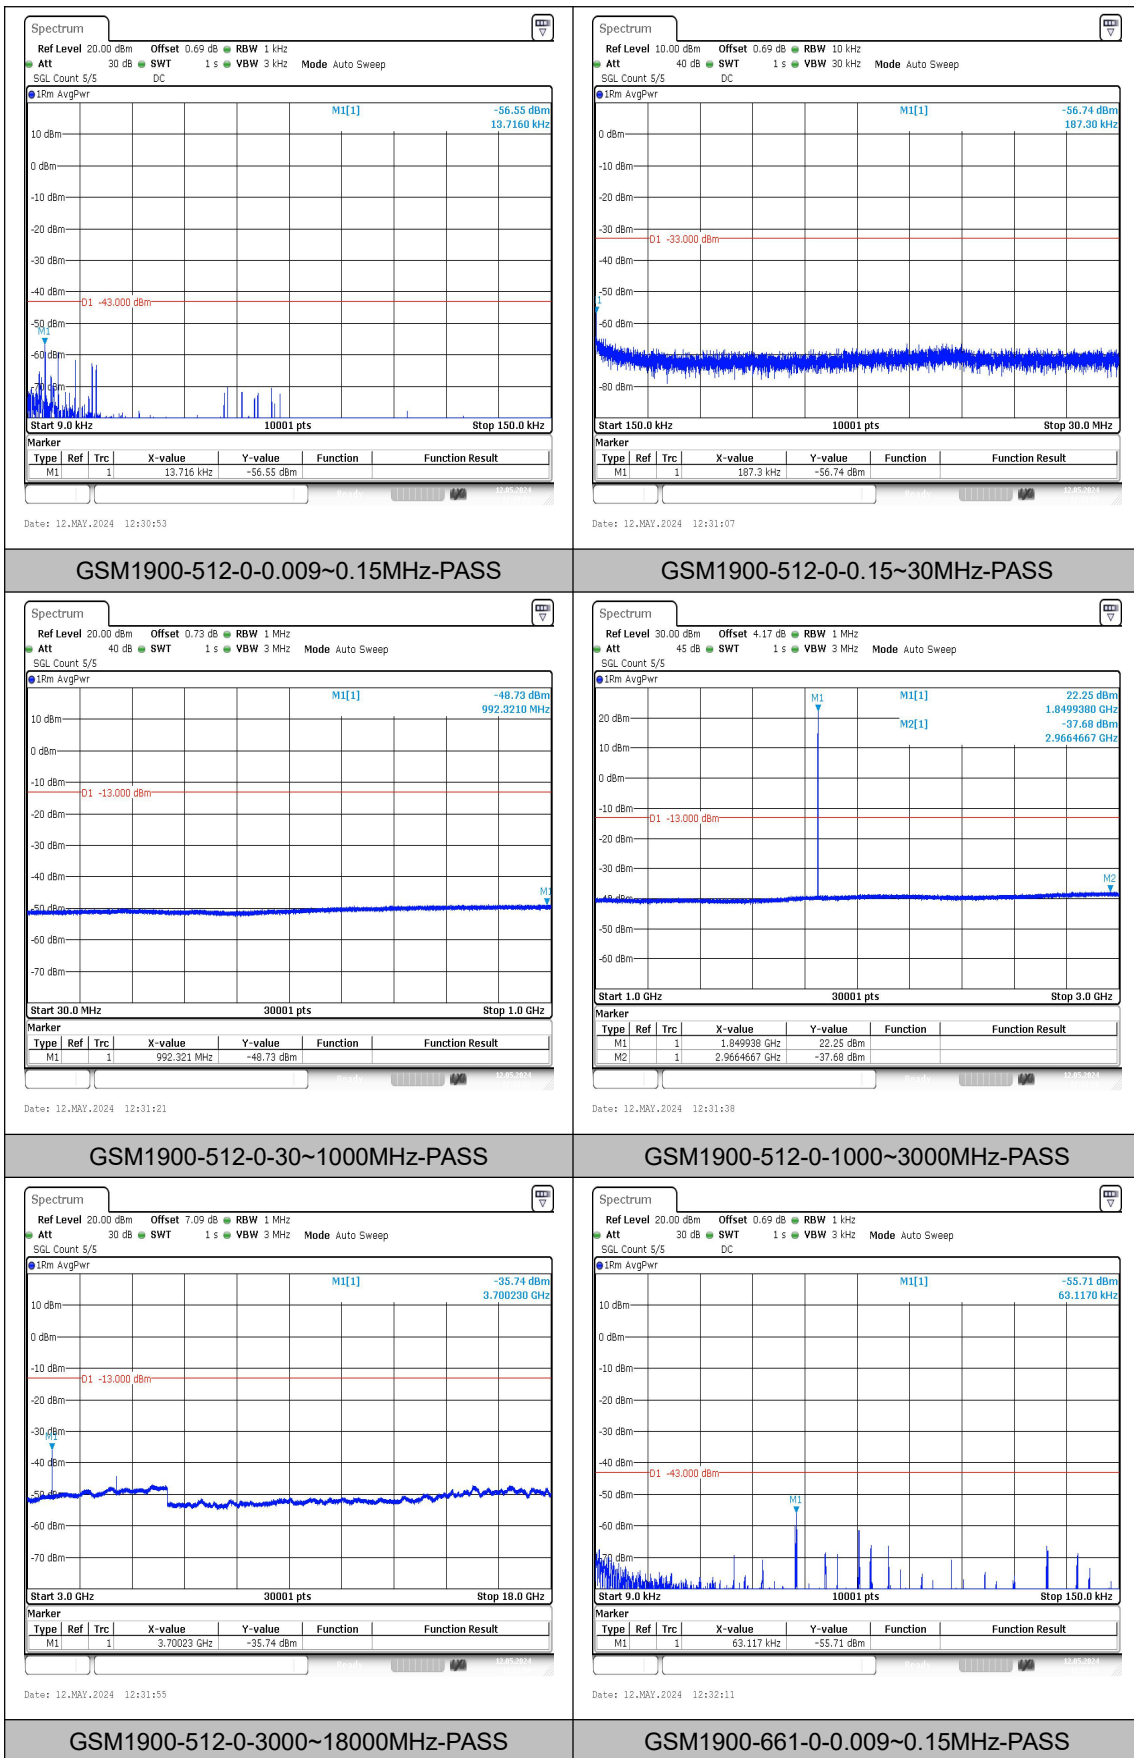 Spectrum
Ref Level 20.00 dBm Offset 0.69 dB RBW 1 kHz
Att 30 dB SWT 1 s VBW 3 kHz Mode Auto Sweep
SGL Count 5/5 DC
1Rm AvgPwr
M1[1] -56.55 dBm
13.7160 kHz
10 dBm
0 dBm
-10 dBm
-20 dBm
-30 dBm
-40 dBm
D1 -43.000 dBm
-50 dBm
M1
-60 dBm
-70 dBm
Start 9.0 kHz 10001 pts Stop 150.0 kHz
Marker
Type Ref Trc X-value Y-value Function Function Result
M1 1 13.716 kHz -56.55 dBm
Ready 12.05.2024
Date: 12.MAY.2024 12:30:53
GSM1900-512-0-0.009~0.15MHz-PASS
Spectrum
Ref Level 10.00 dBm Offset 0.69 dB RBW 10 kHz
Att 40 dB SWT 1 s VBW 30 kHz Mode Auto Sweep
SGL Count 5/5
1Rm AvgPwr
M1[1] -56.74 dBm
187.30 kHz
0 dBm
-10 dBm
-20 dBm
-30 dBm
D1 -33.000 dBm
-40 dBm
-50 dBm
1
-60 dBm
-80 dBm
Start 150.0 kHz 10001 pts Stop 30.0 MHz
Marker
Type Ref Trc X-value Y-value Function Function Result
M1 1 187.3 kHz -56.74 dBm
Ready 12.05.2024
Date: 12.MAY.2024 12:31:07
GSM1900-512-0-0.15~30MHz-PASS
Spectrum
Ref Level 20.00 dBm Offset 0.73 dB RBW 1 MHz
Att 40 dB SWT 1 s VBW 3 MHz Mode Auto Sweep
SGL Count 5/5
1Rm AvgPwr
M1[1] -48.73 dBm
992.3210 MHz
10 dBm
0 dBm
-10 dBm
D1 -13.000 dBm
-20 dBm
-30 dBm
-40 dBm
M1
-50 dBm
-60 dBm
-70 dBm
Start 30.0 MHz 30001 pts Stop 1.0 GHz
Marker
Type Ref Trc X-value Y-value Function Function Result
M1 1 992.321 MHz -48.73 dBm
Ready 12.05.2024
Date: 12.MAY.2024 12:31:21
GSM1900-512-0-30~1000MHz-PASS
Spectrum
Ref Level 30.00 dBm Offset 4.17 dB RBW 1 MHz
Att 45 dB SWT 1 s VBW 3 MHz Mode Auto Sweep
SGL Count 5/5
1Rm AvgPwr
M1 M1[1] 22.25 dBm
1.8499380 GHz
20 dBm
M2[1] -37.68 dBm
2.9664667 GHz
10 dBm
0 dBm
-10 dBm
D1 -13.000 dBm
-20 dBm
-30 dBm
M2
-40 dBm
-50 dBm
-60 dBm
Start 1.0 GHz 30001 pts Stop 3.0 GHz
Marker
Type Ref Trc X-value Y-value Function Function Result
M1 1 1.849938 GHz 22.25 dBm
M2 1 2.9664667 GHz -37.68 dBm
Ready 12.05.2024
Date: 12.MAY.2024 12:31:38
GSM1900-512-0-1000~3000MHz-PASS
Spectrum
Ref Level 20.00 dBm Offset 7.09 dB RBW 1 MHz
Att 30 dB SWT 1 s VBW 3 MHz Mode Auto Sweep
SGL Count 5/5
1Rm AvgPwr
M1[1] -35.74 dBm
3.700230 GHz
10 dBm
0 dBm
-10 dBm
D1 -13.000 dBm
-20 dBm
-30 dBm
M1
-40 dBm
-50 dBm
-60 dBm
-70 dBm
Start 3.0 GHz 30001 pts Stop 18.0 GHz
Marker
Type Ref Trc X-value Y-value Function Function Result
M1 1 3.70023 GHz -35.74 dBm
Ready 12.05.2024
Date: 12.MAY.2024 12:31:55
GSM1900-512-0-3000~18000MHz-PASS
Spectrum
Ref Level 20.00 dBm Offset 0.69 dB RBW 1 kHz
Att 30 dB SWT 1 s VBW 3 kHz Mode Auto Sweep
SGL Count 5/5 DC
1Rm AvgPwr
M1[1] -55.71 dBm
63.1170 kHz
10 dBm
0 dBm
-10 dBm
-20 dBm
-30 dBm
-40 dBm
D1 -43.000 dBm
-50 dBm
M1
-60 dBm
-70 dBm
Start 9.0 kHz 10001 pts Stop 150.0 kHz
Marker
Type Ref Trc X-value Y-value Function Function Result
M1 1 63.117 kHz -55.71 dBm
Ready 12.05.2024
Date: 12.MAY.2024 12:32:11
GSM1900-661-0-0.009~0.15MHz-PASS